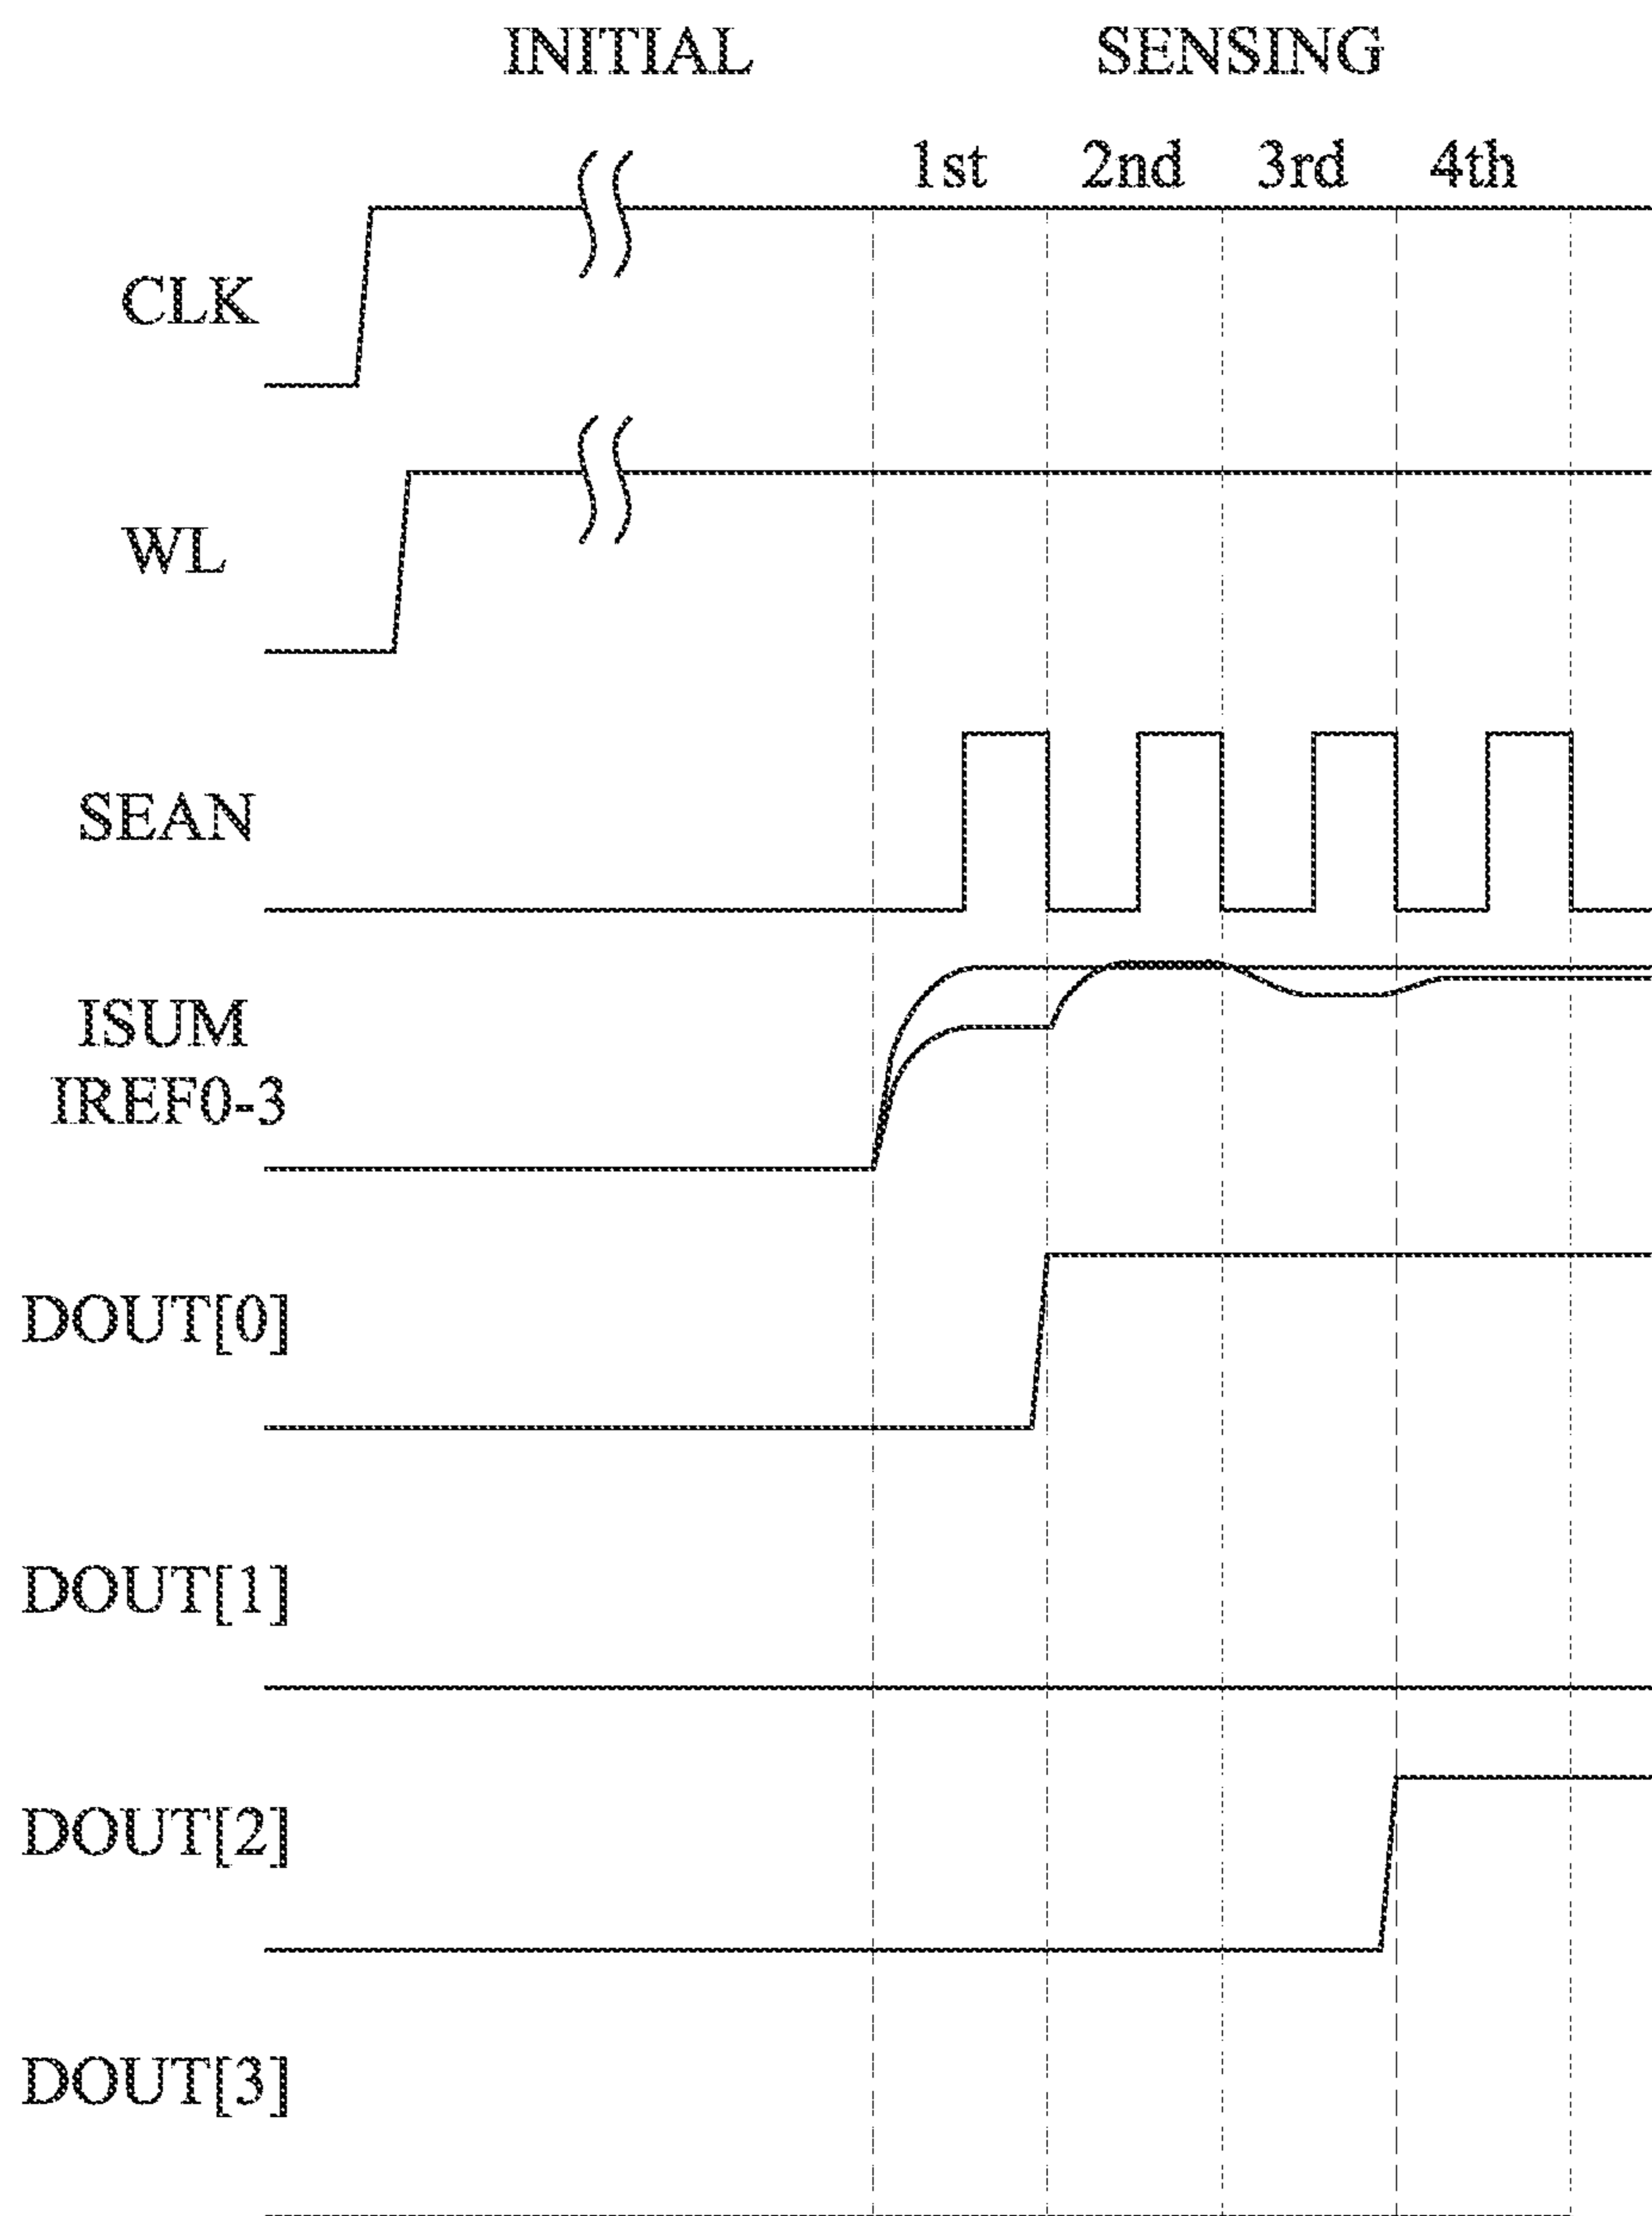 INITIAL SENSING
1st 2nd 3rd 4th
CLK
WL
SEAN
ISUM
IREF0-3
DOUT[0]
DOUT[1]
DOUT[2]
DOUT[3]